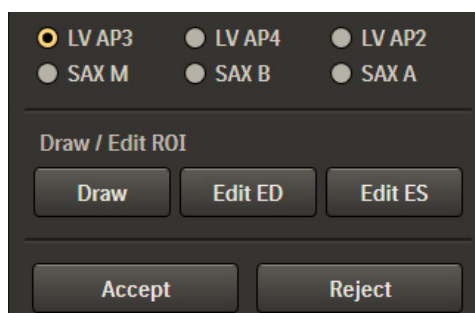 LV AP3 LV AP4 LV AP2
SAX M SAX B SAX A
Draw / Edit ROI
Draw Edit ED Edit ES
Accept Reject